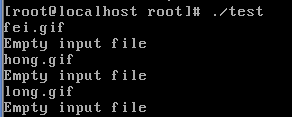 [root@localhost root]# ./test
fei.gif
Empty input file
hong.gif
Empty input file
long.gif
Empty input file